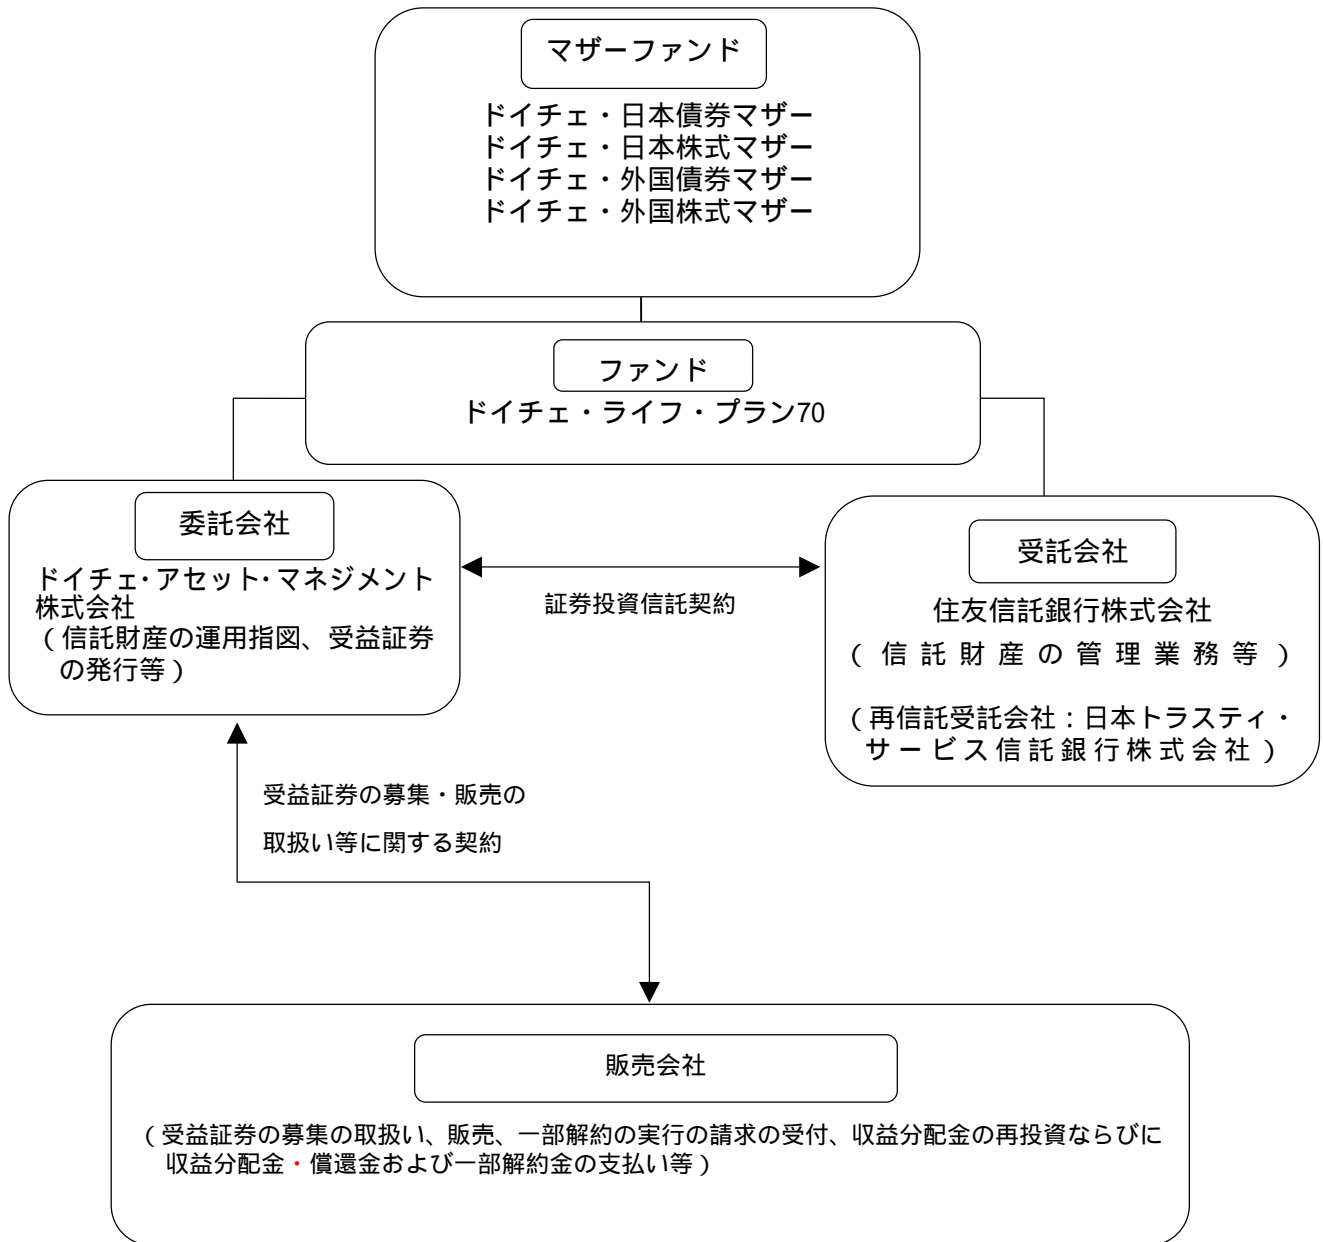 マザーファンド
ドイチェ・日本債券マザー
ドイチェ・日本株式マザー
ドイチェ・外国債券マザー
ドイチェ・外国株式マザー
ファンド
ドイチェ・ライフ・プラン70
委託会社
ドイチェ・アセット・マネジメント
株式会社
（信託財産の運用指図、受益証券
の発行等）
証券投資信託契約
受託会社
住友信託銀行株式会社
（信託財産の管理業務等）
（再信託受託会社：日本トラスティ・
サービス信託銀行株式会社）
受益証券の募集・販売の
取扱い等に関する契約
販売会社
（受益証券の募集の取扱い、販売、一部解約の実行の請求の受付、収益分配金の再投資ならびに
収益分配金・償還金および一部解約金の支払い等）